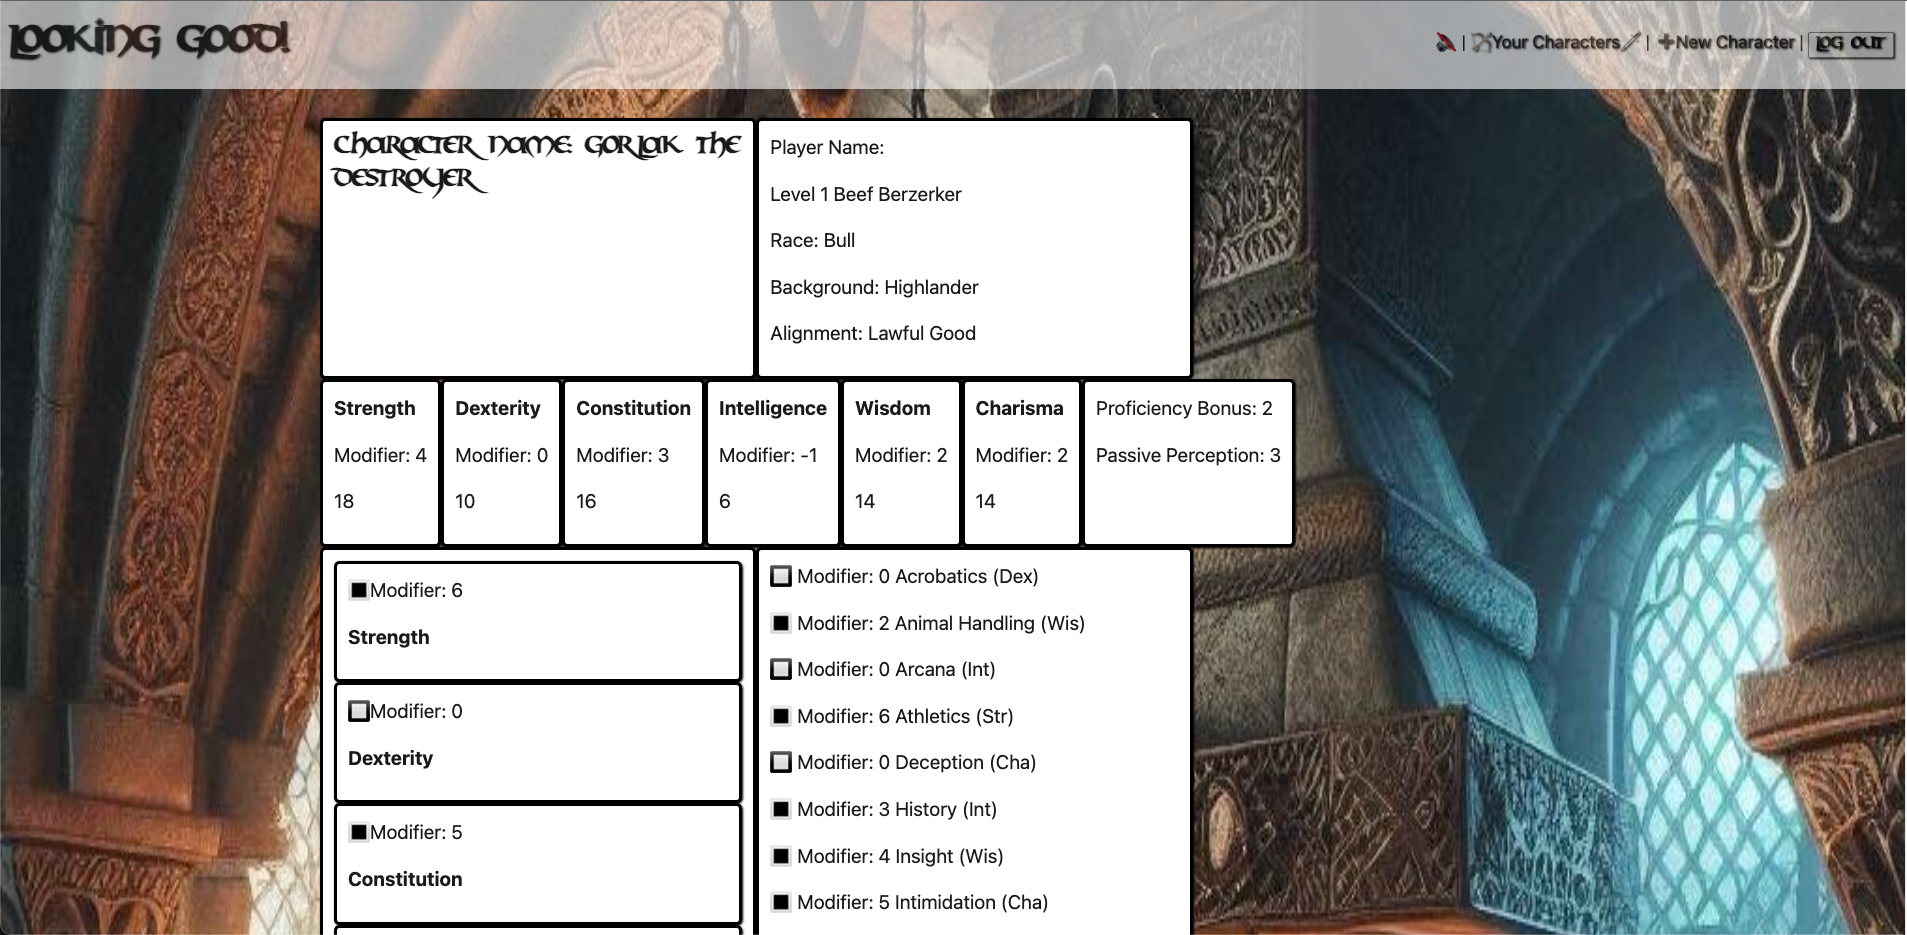 Looking Good!
| Your Characters | New Character | Log Out
Character Name: Gorlak The
Destroyer
Player Name:
Level 1 Beef Berzerker
Race: Bull
Background: Highlander
Alignment: Lawful Good
Strength
Modifier: 4
18
Dexterity
Modifier: 0
10
Constitution
Modifier: 3
16
Intelligence
Modifier: -1
6
Wisdom
Modifier: 2
14
Charisma
Modifier: 2
14
Proficiency Bonus: 2
Passive Perception: 3
Modifier: 6
Strength
Modifier: 0
Dexterity
Modifier: 5
Constitution
Modifier: 0 Acrobatics (Dex)
Modifier: 2 Animal Handling (Wis)
Modifier: 0 Arcana (Int)
Modifier: 6 Athletics (Str)
Modifier: 0 Deception (Cha)
Modifier: 3 History (Int)
Modifier: 4 Insight (Wis)
Modifier: 5 Intimidation (Cha)